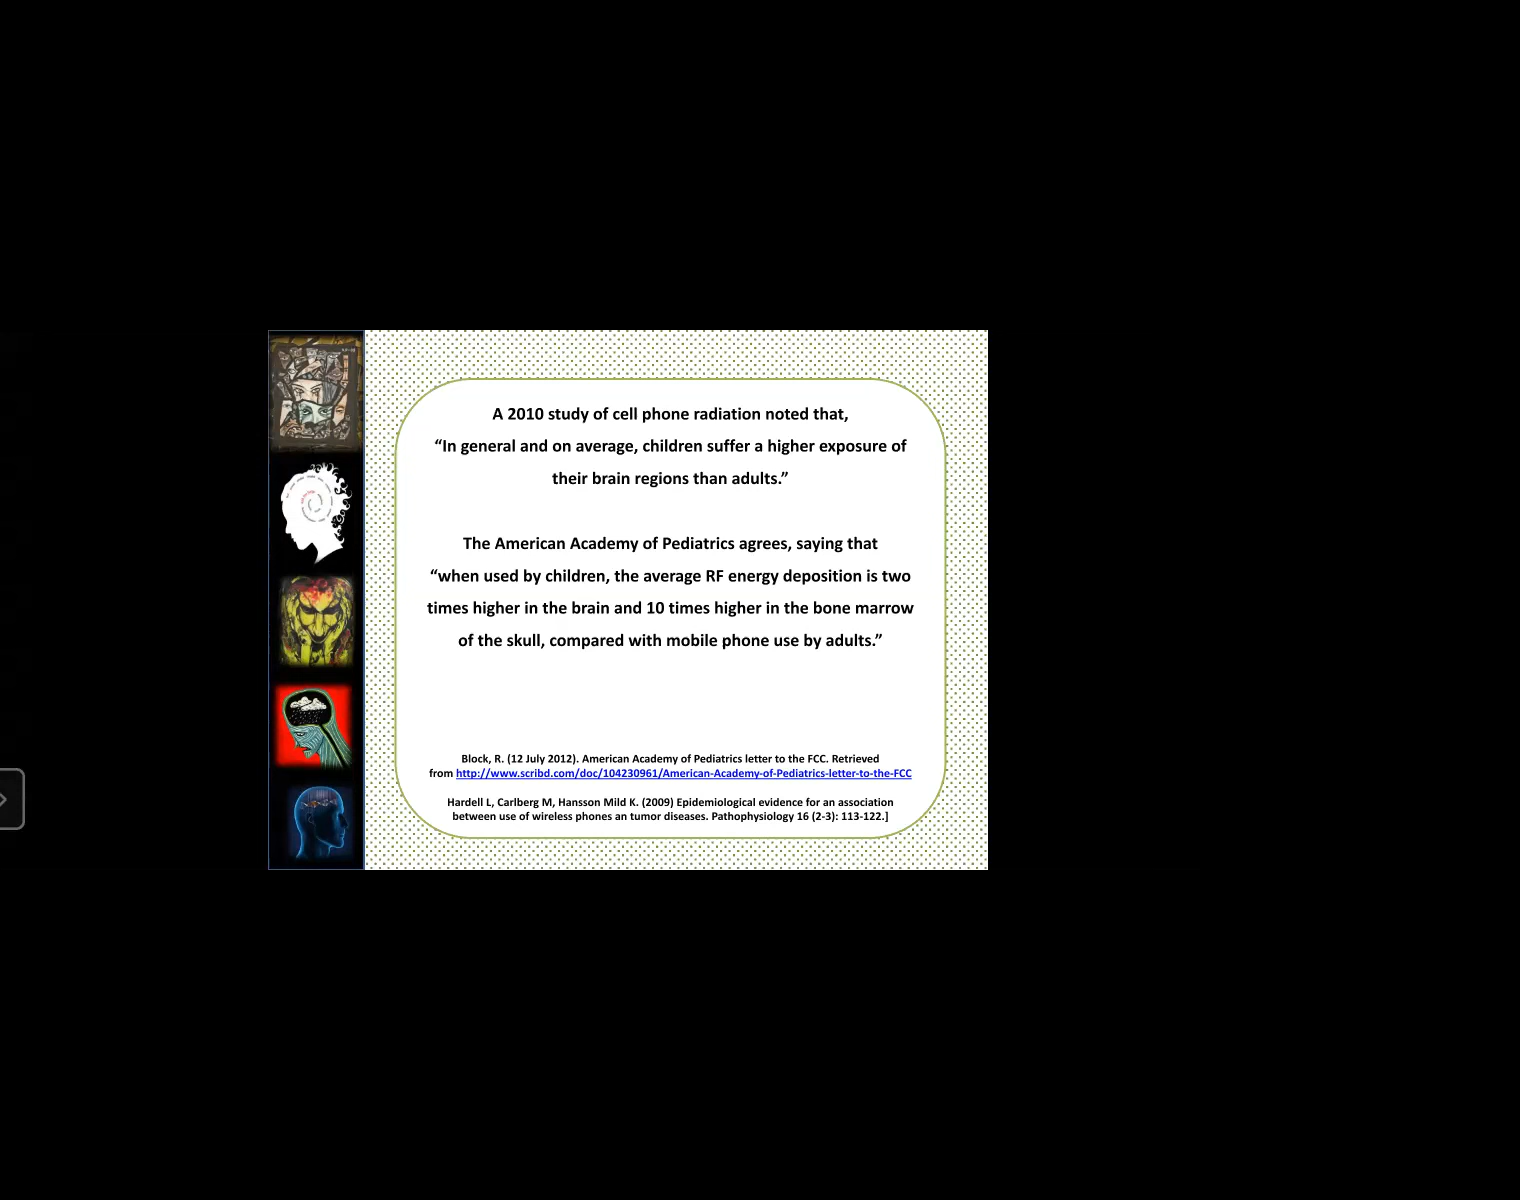 A 2010 study of cell phone radiation noted that,
“In general and on average, children suffer a higher exposure of
their brain regions than adults.”
The American Academy of Pediatrics agrees, saying that
“when used by children, the average RF energy deposition is two
times higher in the brain and 10 times higher in the bone marrow
of the skull, compared with mobile phone use by adults.”
Block, R. (12 July 2012). American Academy of Pediatrics letter to the FCC. Retrieved
from http://www.scribd.com/doc/104230961/American-Academy-of-Pediatrics-letter-to-the-FCC
Hardell L, Carlberg M, Hansson Mild K. (2009) Epidemiological evidence for an association
between use of wireless phones an tumor diseases. Pathophysiology 16 (2-3): 113-122.]